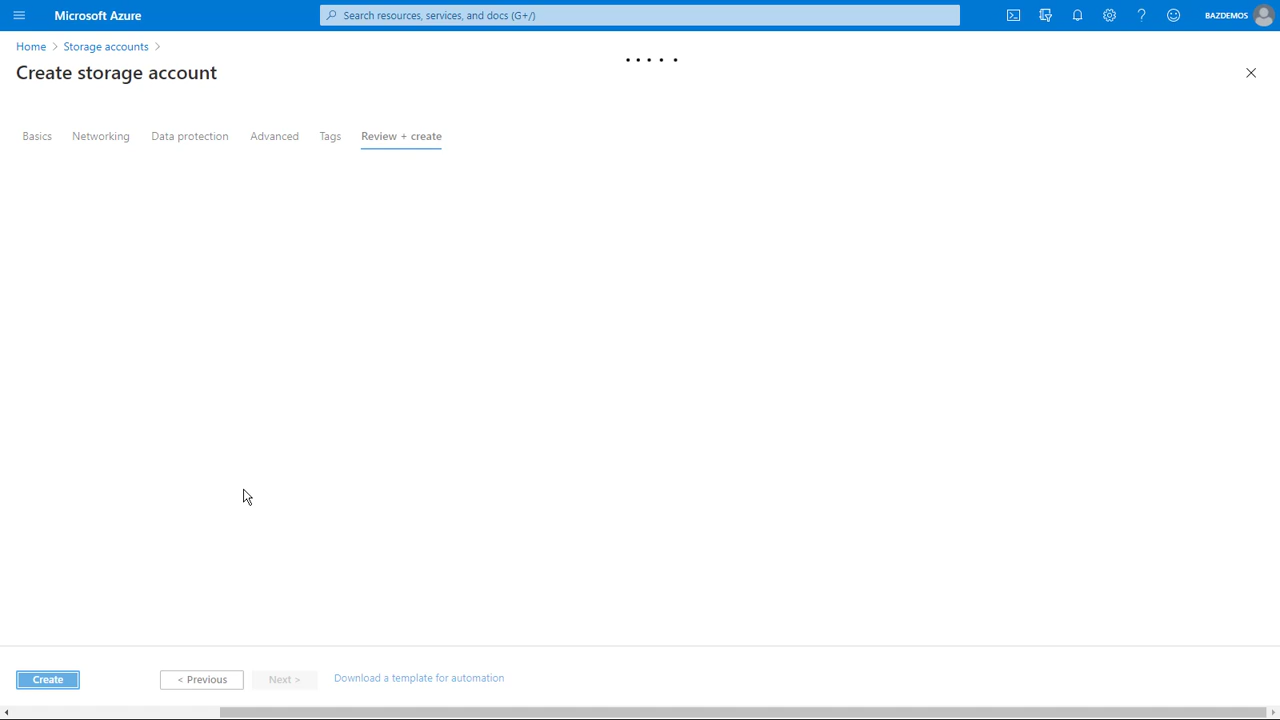 Microsoft Azure
Search resources, services, and docs (G+/)
BAZDEMOS
Home > Storage accounts >
Create storage account
Basics Networking Data protection Advanced Tags Review + create
Create < Previous Next > Download a template for automation